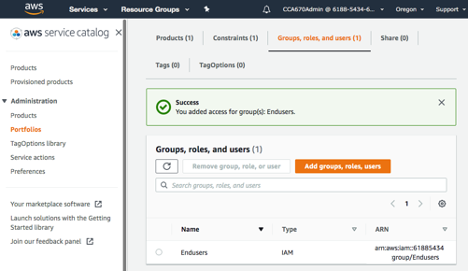 aws
Services
Resource Groups
CCA670Admin @ 6188-5434-6...
Oregon
Support
aws service catalog
Products
Provisioned products
Administration
Products
Portfolios
TagOptions library
Service actions
Preferences
Your marketplace software
Launch solutions with the Getting
Started library
Join our feedback panel
Products (1)
Constraints (1)
Groups, roles, and users (1)
Share (0)
Tags (0)
TagOptions (0)
Success
You added access for group(s): Endusers.
Groups, roles, and users (1)
Remove group, role, or user
Add groups, roles, users
Search groups, roles, and users
1
Name
Type
ARN
Endusers
IAM
arn:aws:iam::61885434
group/Endusers